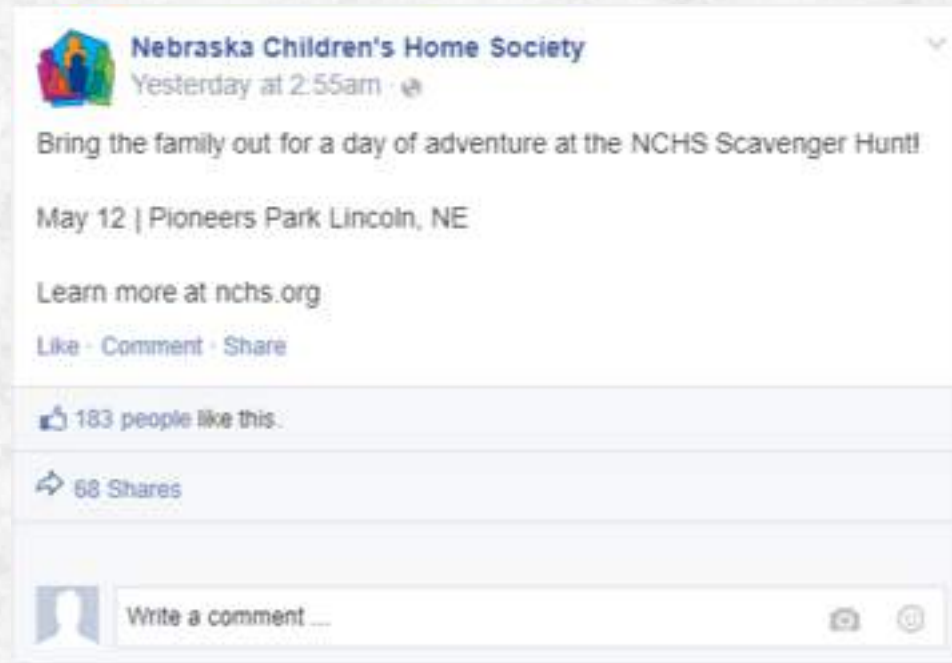 Nebraska Children's Home Society
Yesterday at 2:55am ·
Bring the family out for a day of adventure at the NCHS Scavenger Hunt!
May 12 | Pioneers Park Lincoln, NE
Learn more at nchs.org
Like · Comment · Share
183 people like this.
68 Shares
Write a comment ...